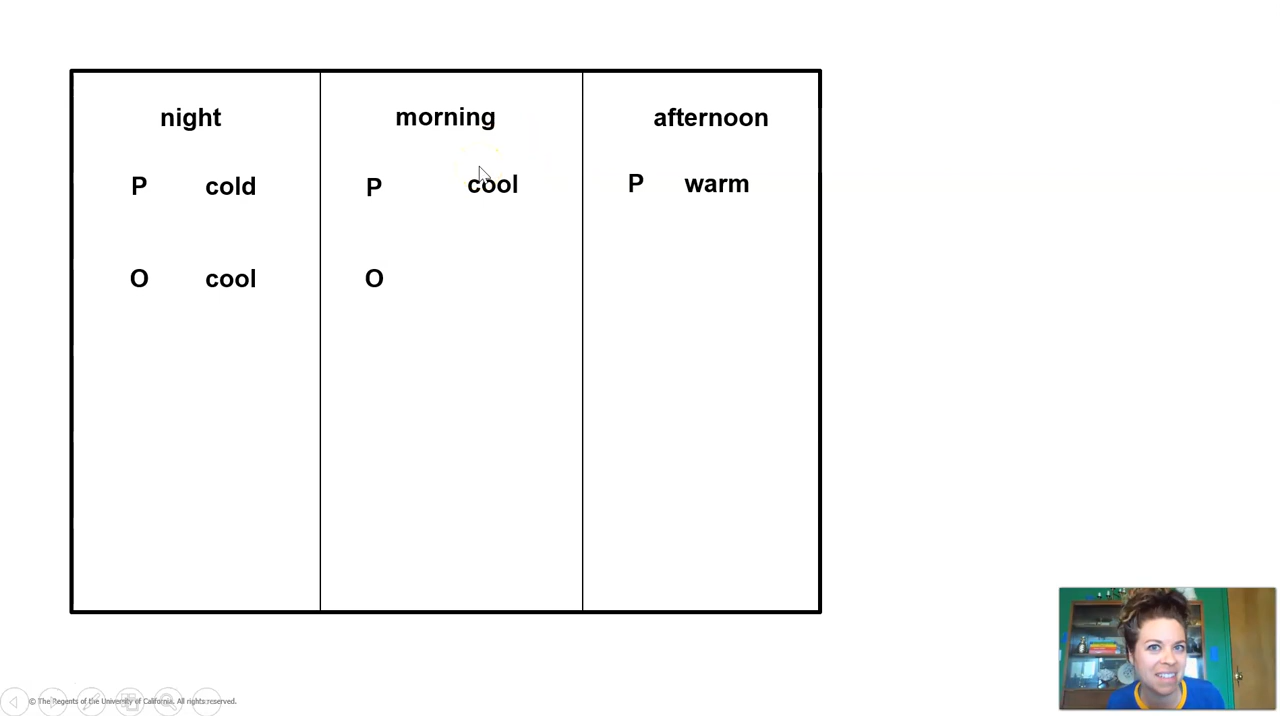 night morning afternoon
P cold P cool P warm
O cool O
© The Regents of the University of California. All rights reserved.